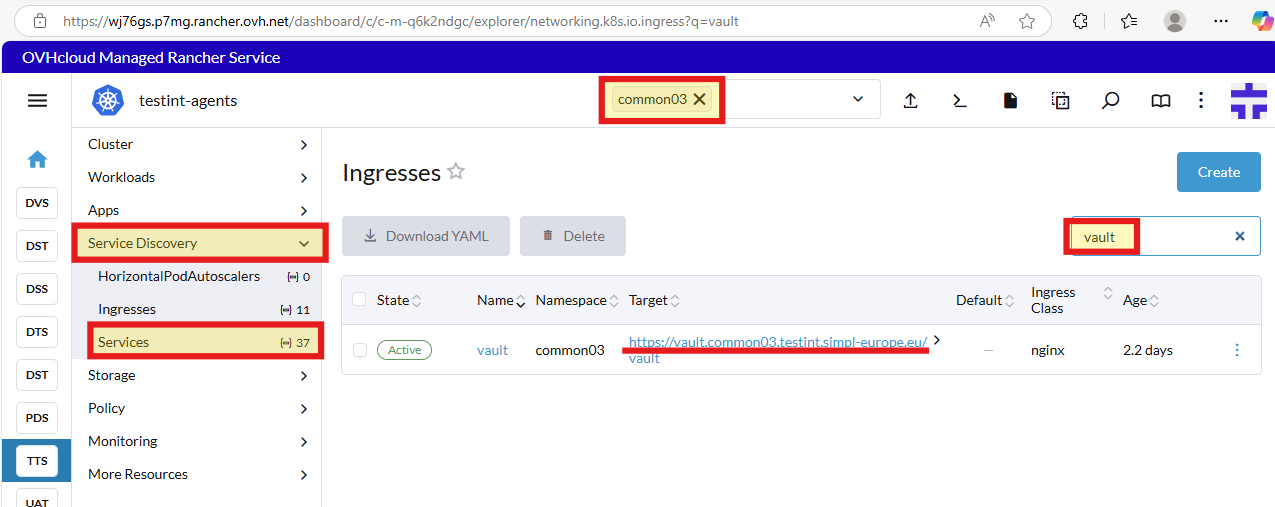 https://wj76gs.p7mg.rancher.ovh.net/dashboard/c/c-m-q6k2ndgc/explorer/networking.k8s.io.ingress?q=vault
OVHcloud Managed Rancher Service
testint-agents
common03
Cluster
Workloads
Apps
Service Discovery
HorizontalPodAutoscalers 0
Ingresses 11
Services 37
Storage
Policy
Monitoring
More Resources
DVS
DST
DSS
DTS
DST
PDS
TTS
UAT
Ingresses
Create
Download YAML
Delete
vault
State Name Namespace Target Default Ingress Class Age
Active vault common03 https://vault.common03.testint.simpl-europe.eu/ — nginx 2.2 days
vault